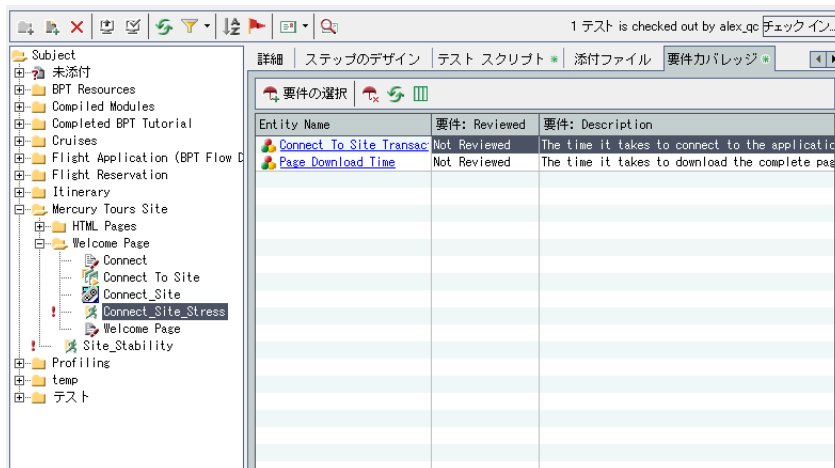 1 テスト is checked out by alex_qc チェックイン...
Subject
未添付
BPT Resources
Compiled Modules
Completed BPT Tutorial
Cruises
Flight Application (BPT Flow D
Flight Reservation
Itinerary
Mercury Tours Site
HTML Pages
Welcome Page
Connect
Connect To Site
Connect_Site
Connect_Site_Stress
Welcome Page
Site_Stability
Profiling
temp
テスト
詳細 ステップのデザイン テスト スクリプト 添付ファイル 要件カバレッジ
要件の選択
Entity Name 要件: Reviewed 要件: Description
Connect To Site Transac Not Reviewed The time it takes to connect to the applicatio
Page Download Time Not Reviewed The time it takes to download the complete pag